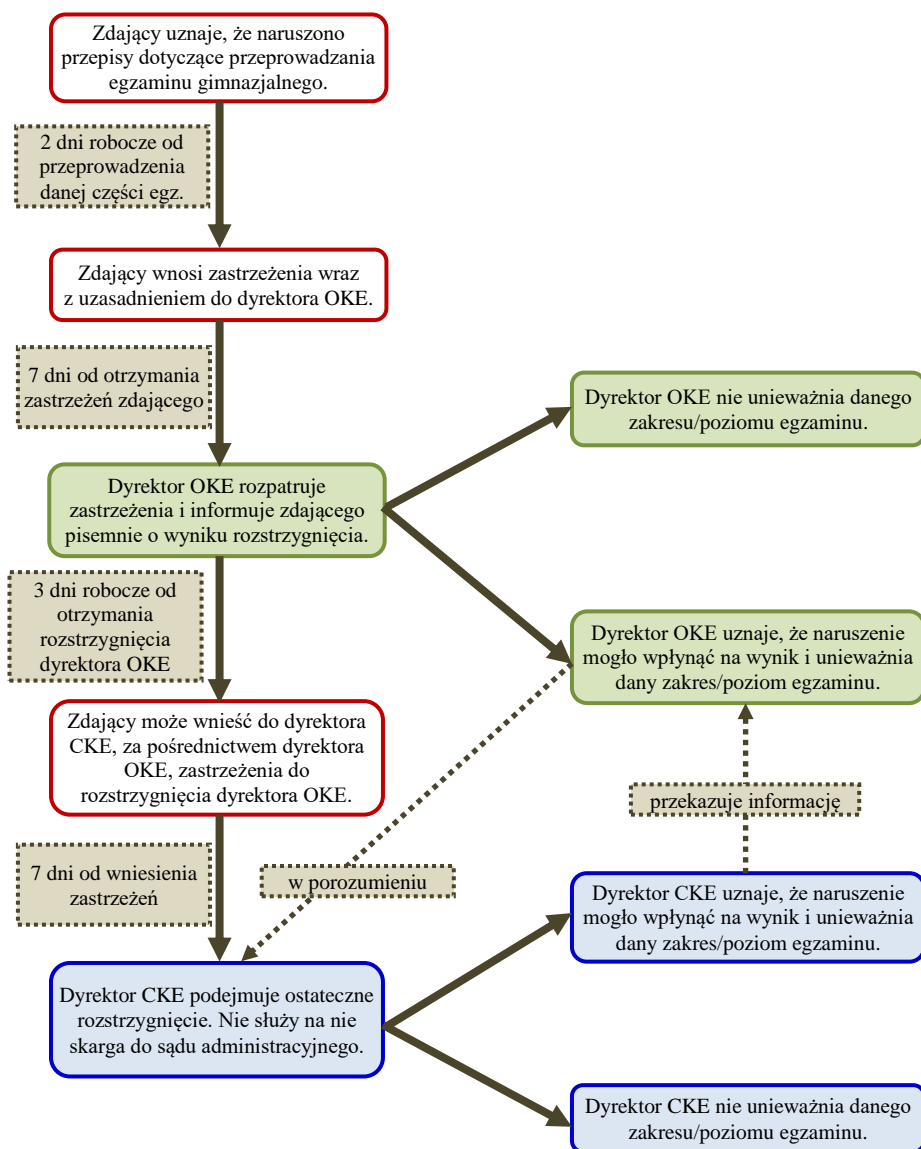 Zdający uznaje, że naruszono
przepisy dotyczące przeprowadzania
egzaminu gimnazjalnego.
2 dni robocze od
przeprowadzenia
danej części egz.
Zdający wnosi zastrzeżenia wraz
z uzasadnieniem do dyrektora OKE.
7 dni od otrzymania
zastrzeżeń zdającego
Dyrektor OKE nie unieważnia danego
zakresu/poziomu egzaminu.
Dyrektor OKE rozpatruje
zastrzeżenia i informuje zdającego
pisemnie o wyniku rozstrzygnięcia.
3 dni robocze od
otrzymania
rozstrzygnięcia
dyrektora OKE
Dyrektor OKE uznaje, że naruszenie
mogło wpłynąć na wynik i unieważnia
dany zakres/poziom egzaminu.
Zdający może wnieść do dyrektora
CKE, za pośrednictwem dyrektora
OKE, zastrzeżenia do
rozstrzygnięcia dyrektora OKE.
przekazuje informację
7 dni od wniesienia
zastrzeżeń
w porozumieniu
Dyrektor CKE uznaje, że naruszenie
mogło wpłynąć na wynik i unieważnia
dany zakres/poziom egzaminu.
Dyrektor CKE podejmuje ostateczne
rozstrzygnięcie. Nie służy na nie
skarga do sądu administracyjnego.
Dyrektor CKE nie unieważnia danego
zakresu/poziomu egzaminu.